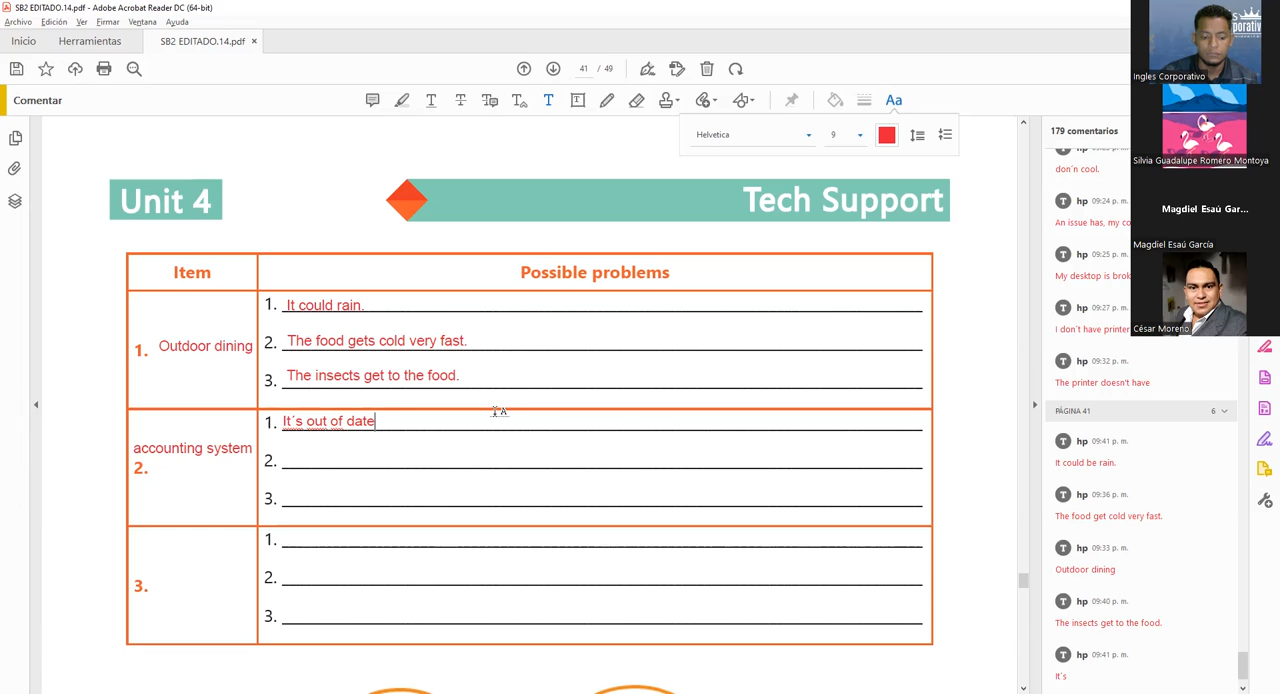 SB2 EDITADO.14.pdf - Adobe Acrobat Reader DC (64-bit)
Archivo Edición Ver Firmar Ventana Ayuda
Inicio Herramientas SB2 EDITADO.14.pdf ×
41 / 49
Comentar
Aa
Helvetica 9
Unit 4
Tech Support
Item
Possible problems
1. Outdoor dining
1. It could rain.
2. The food gets cold very fast.
3. The insects get to the food.
accounting system
2.
1. It´s out of date
2.
3.
3.
1.
2.
3.
179 comentarios
don´n cool.
T hp 09:24 p. m.
An issue has, my co
T hp 09:25 p. m.
My desktop is brok
T hp 09:27 p. m.
I don´t have printer
T hp 09:32 p. m.
The printer doesn't have
PÁGINA 41 6
T hp 09:41 p. m.
It could be rain.
T hp 09:36 p. m.
The food get cold very fast.
T hp 09:33 p. m.
Outdoor dining
T hp 09:40 p. m.
The insects get to the food.
T hp 09:41 p. m.
It´s
Ingles Corporativo
Silvia Guadalupe Romero Montoya
Magdiel Esaú Gar...
Magdiel Esaú García
César Moreno